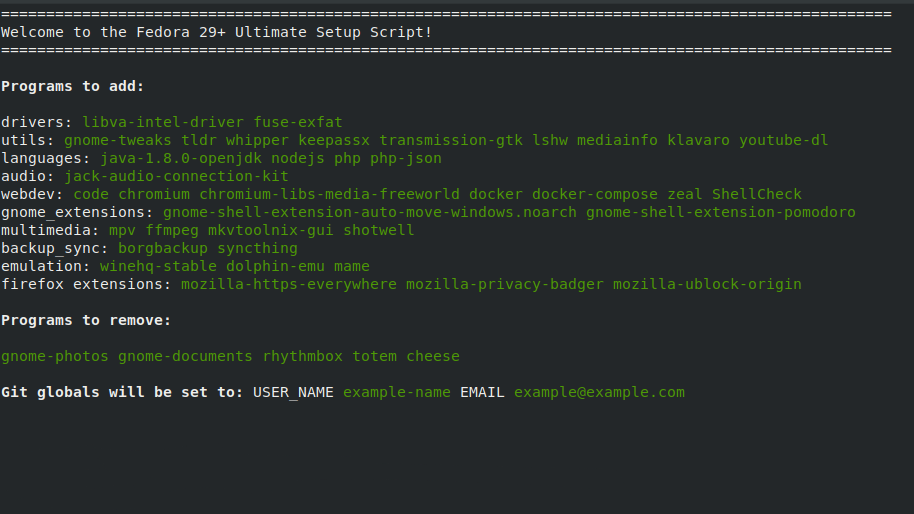 ===================================================================================================
Welcome to the Fedora 29+ Ultimate Setup Script!
===================================================================================================
Programs to add:
drivers: libva-intel-driver fuse-exfat
utils: gnome-tweaks tldr whipper keepassx transmission-gtk lshw mediainfo klavaro youtube-dl
languages: java-1.8.0-openjdk nodejs php php-json
audio: jack-audio-connection-kit
webdev: code chromium chromium-libs-media-freeworld docker docker-compose zeal ShellCheck
gnome_extensions: gnome-shell-extension-auto-move-windows.noarch gnome-shell-extension-pomodoro
multimedia: mpv ffmpeg mkvtoolnix-gui shotwell
backup_sync: borgbackup syncthing
emulation: winehq-stable dolphin-emu mame
firefox extensions: mozilla-https-everywhere mozilla-privacy-badger mozilla-ublock-origin
Programs to remove:
gnome-photos gnome-documents rhythmbox totem cheese
Git globals will be set to: USER_NAME example-name EMAIL example@example.com